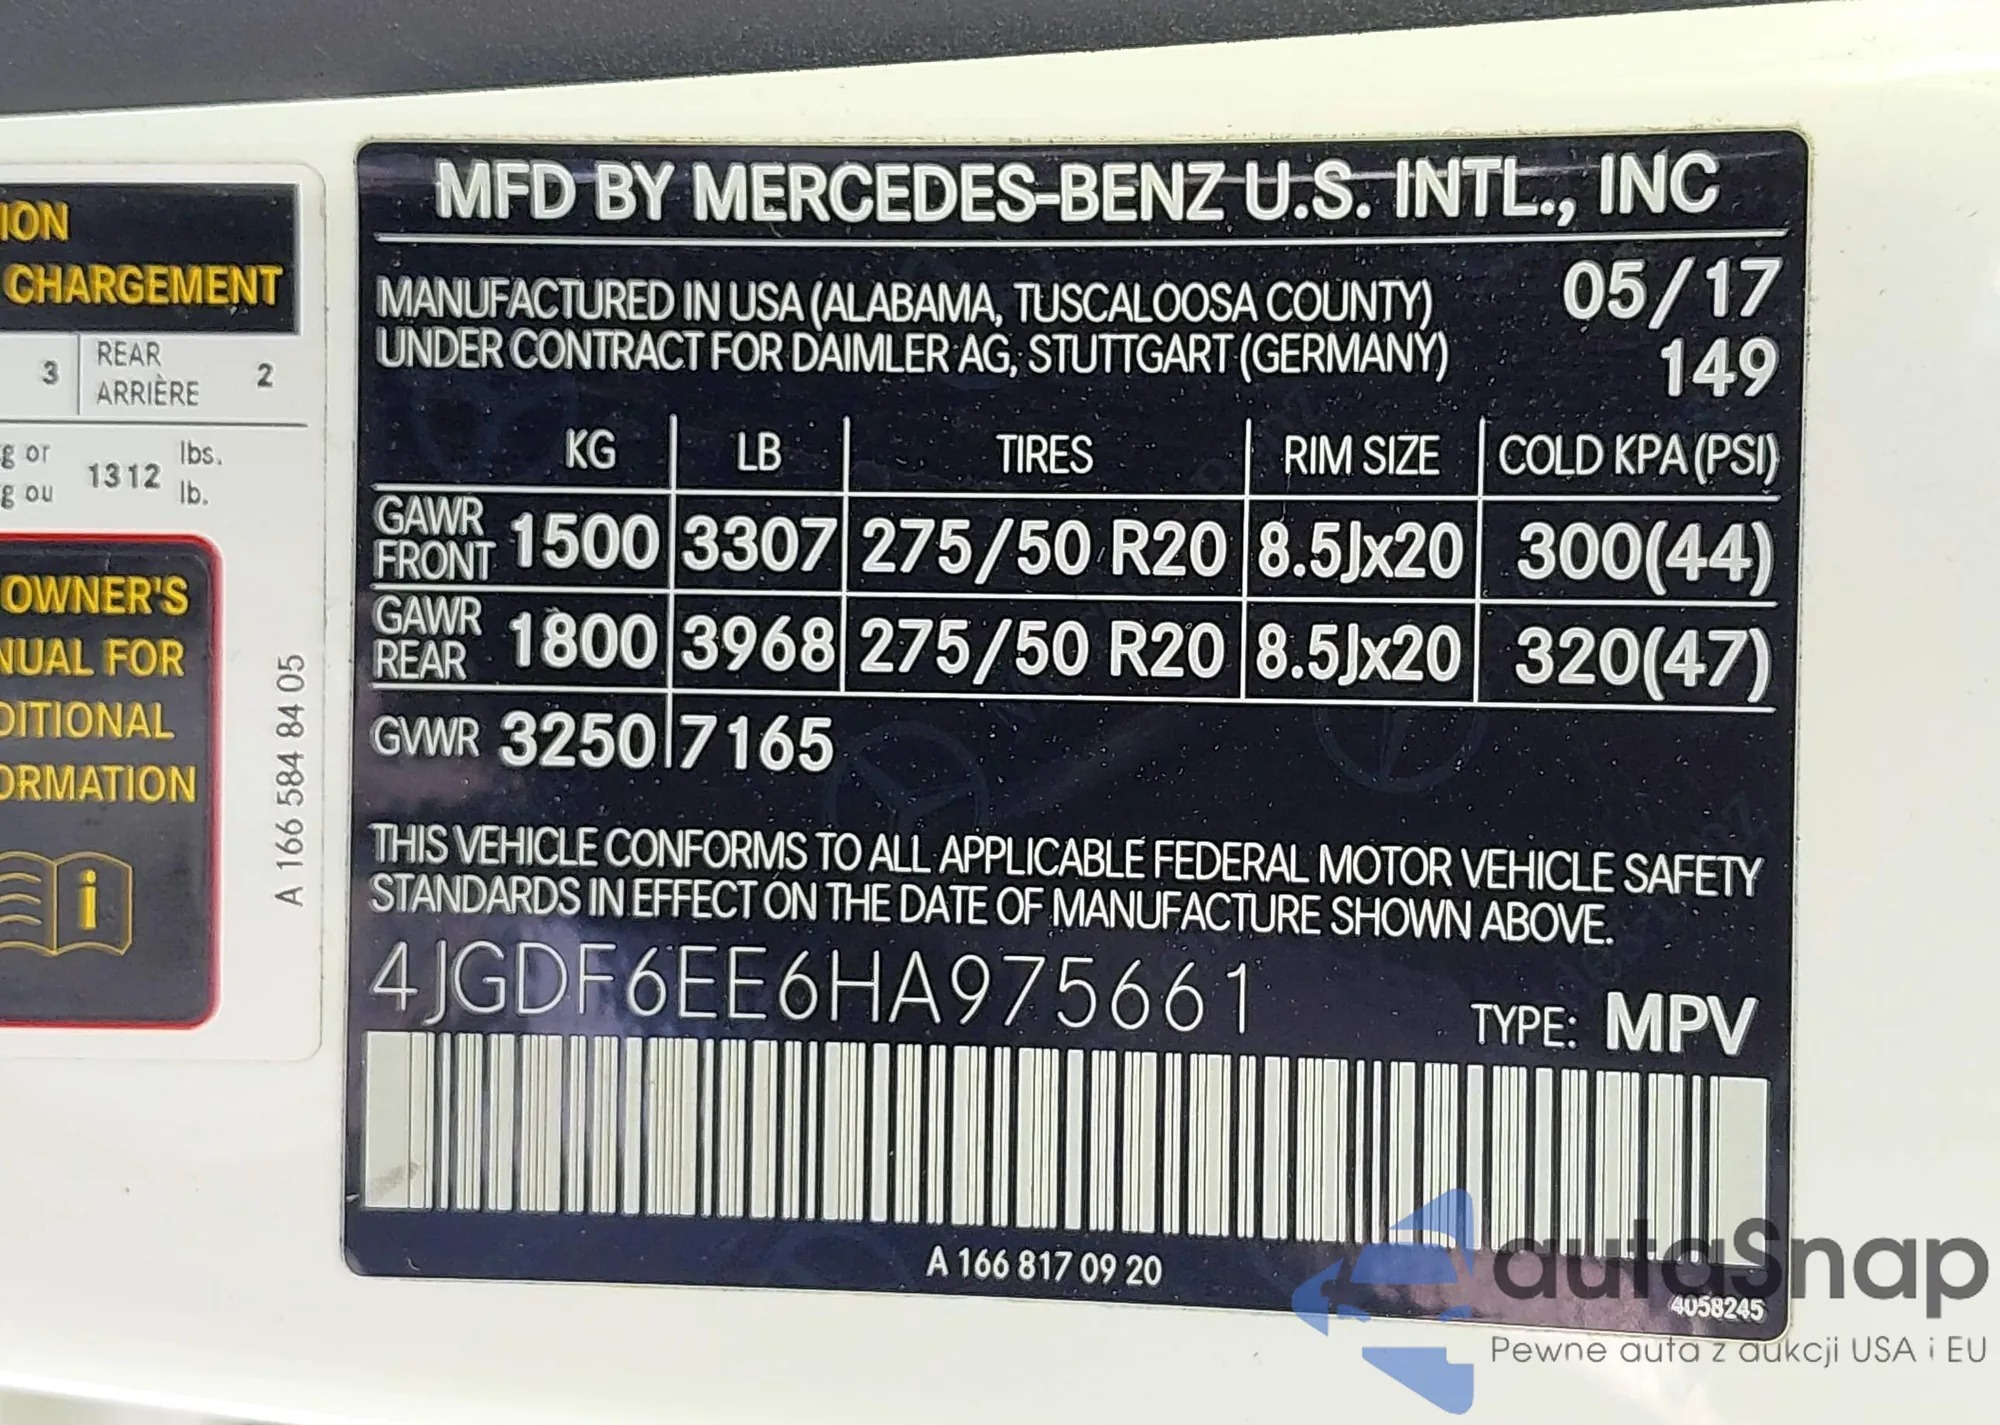 ION
CHARGEMENT
3 REAR 2
ARRIÈRE
g or 1312 lbs.
g ou lb.
OWNER'S
NUAL FOR
DITIONAL
ORMATION
i
A 166 584 84 05
MFD BY MERCEDES-BENZ U.S. INTL., INC
MANUFACTURED IN USA (ALABAMA, TUSCALOOSA COUNTY) 05/17
UNDER CONTRACT FOR DAIMLER AG, STUTTGART (GERMANY) 149
KG LB TIRES RIM SIZE COLD KPA (PSI)
GAWR FRONT 1500 3307 275/50 R20 8.5Jx20 300(44)
GAWR REAR 1800 3968 275/50 R20 8.5Jx20 320(47)
GVWR 3250 7165
THIS VEHICLE CONFORMS TO ALL APPLICABLE FEDERAL MOTOR VEHICLE SAFETY
STANDARDS IN EFFECT ON THE DATE OF MANUFACTURE SHOWN ABOVE.
4JGDF6EE6HA975661
TYPE: MPV
A 166 817 09 20
4058245
autaSnap
Pewne auta z aukcji USA i EU